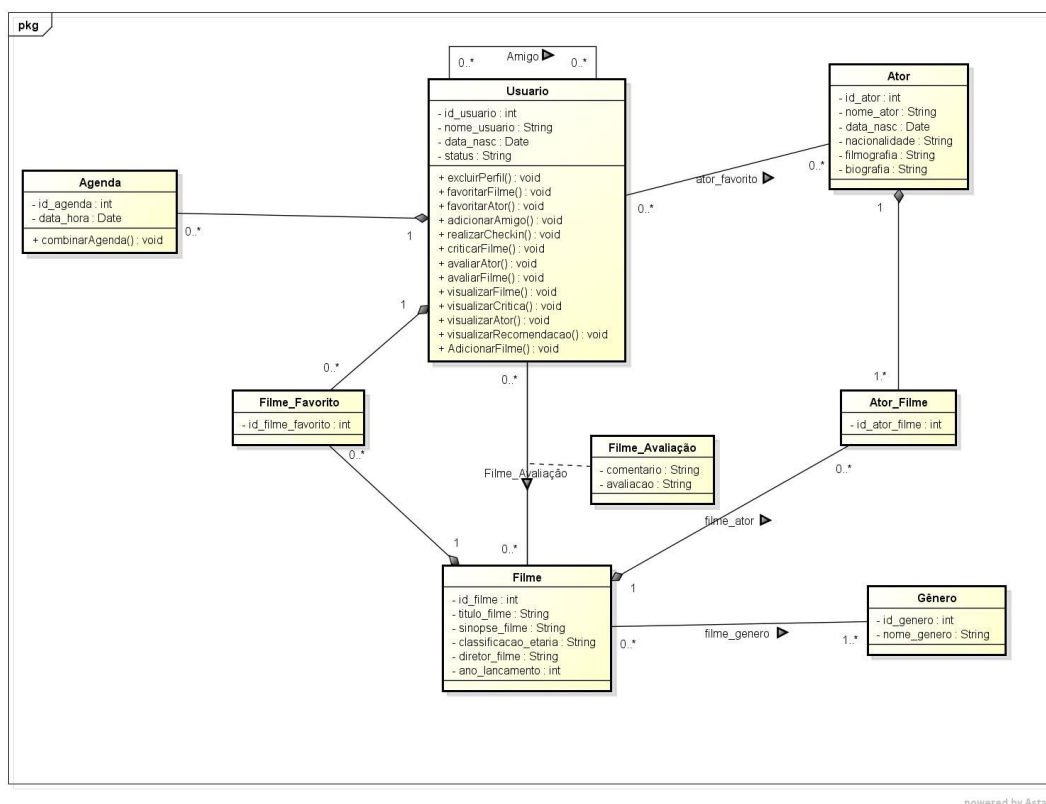 pkg
Amigo
0..*
0..*
Usuario
- id_usuario : int
- nome_usuario : String
- data_nasc : Date
- status : String
+ excluirPerfil() : void
+ favoritarFilme() : void
+ favoritarAtor() : void
+ adicionarAmigo() : void
+ realizarCheckin() : void
+ criticarFilme() : void
+ avaliarAtor() : void
+ avaliarFilme() : void
+ visualizarFilme() : void
+ visualizarCritica() : void
+ visualizarAtor() : void
+ visualizarRecomendacao() : void
+ AdicionarFilme() : void
Ator
- id_ator : int
- nome_ator : String
- data_nasc : Date
- nacionalidade : String
- filmografia : String
- biografia : String
ator_favorito
0..*
0..*
Agenda
- id_agenda : int
- data_hora : Date
+ combinarAgenda() : void
0..*
1
1
0..*
Filme_Favorito
- id_filme_favorito : int
0..*
1
0..*
Filme_Avaliação
0..*
Filme_Avaliação
- comentario : String
- avaliacao : String
1
1.*
Ator_Filme
- id_ator_filme : int
0..*
filme_ator
1
Filme
- id_filme : int
- titulo_filme : String
- sinopse_filme : String
- classificacao_etaria : String
- diretor_filme : String
- ano_lancamento : int
0..*
filme_genero
1..*
Gênero
- id_genero : int
- nome_genero : String
powered by Asta